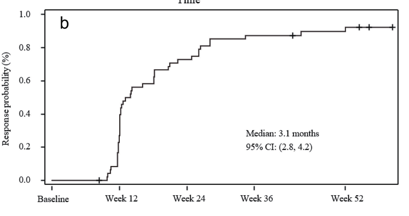 Time
b
1.0
0.8
0.6
0.4
0.2
0.0
Response probability (%)
Median: 3.1 months
95% CI: (2.8, 4.2)
Baseline Week 12 Week 24 Week 36 Week 52